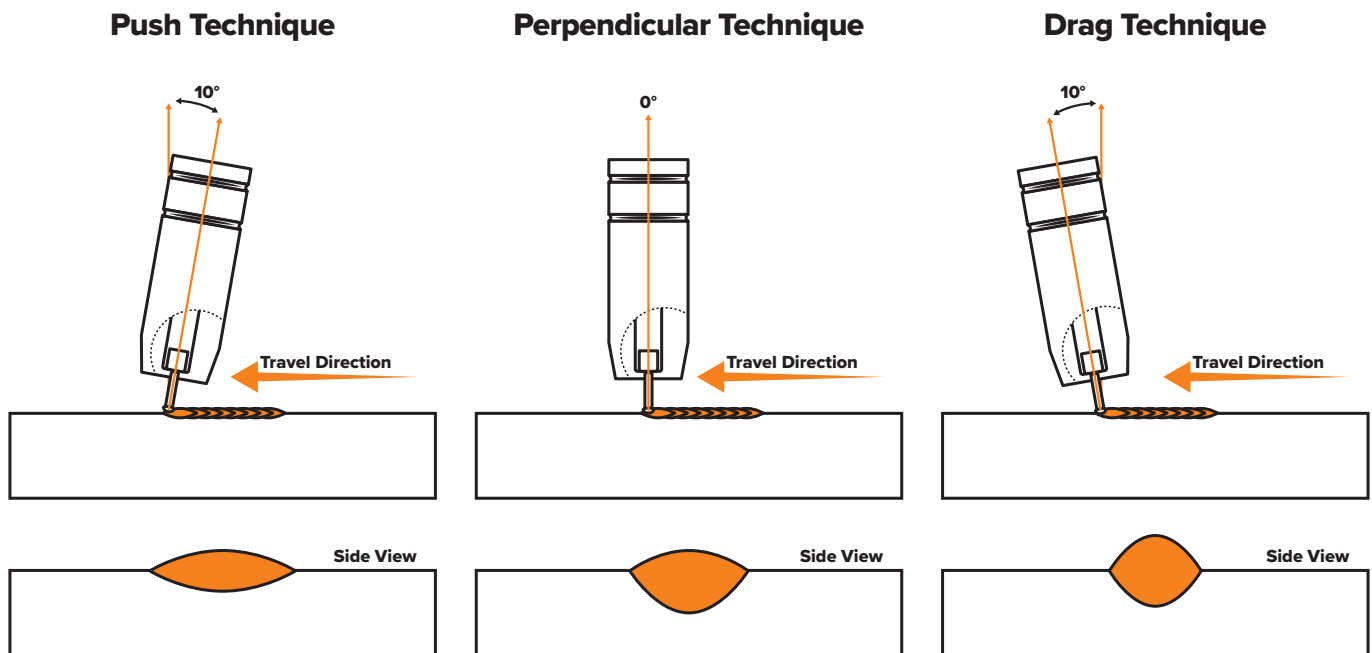 Push Technique
Perpendicular Technique
Drag Technique
10°
0°
10°
Travel Direction
Travel Direction
Travel Direction
Side View
Side View
Side View